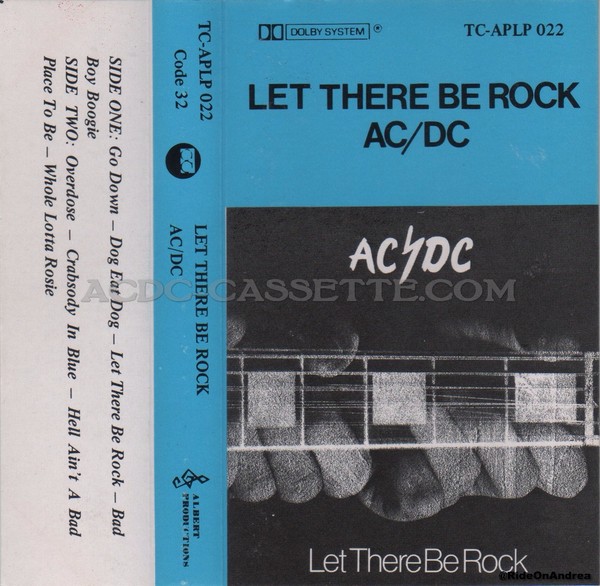 SIDE ONE: Go Down – Dog Eat Dog – Let There Be Rock – Bad
Boy Boogie
SIDE TWO: Overdose – Crabsody In Blue – Hell Ain't A Bad
Place To Be – Whole Lotta Rosie
TC-APLP 022
Code 32
LET THERE BE ROCK
AC/DC
ALBERT
PRODUCTIONS
DOLBY SYSTEM ®
TC-APLP 022
LET THERE BE ROCK
AC/DC
AC/DC
ACDC-CASSETTE.COM
Let There Be Rock
@RideOnAndrea